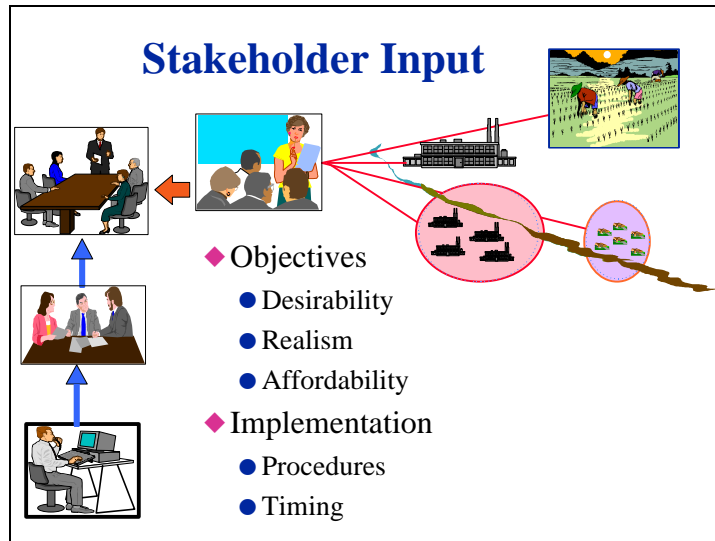 Stakeholder Input
Objectives
Desirability
Realism
Affordability
Implementation
Procedures
Timing